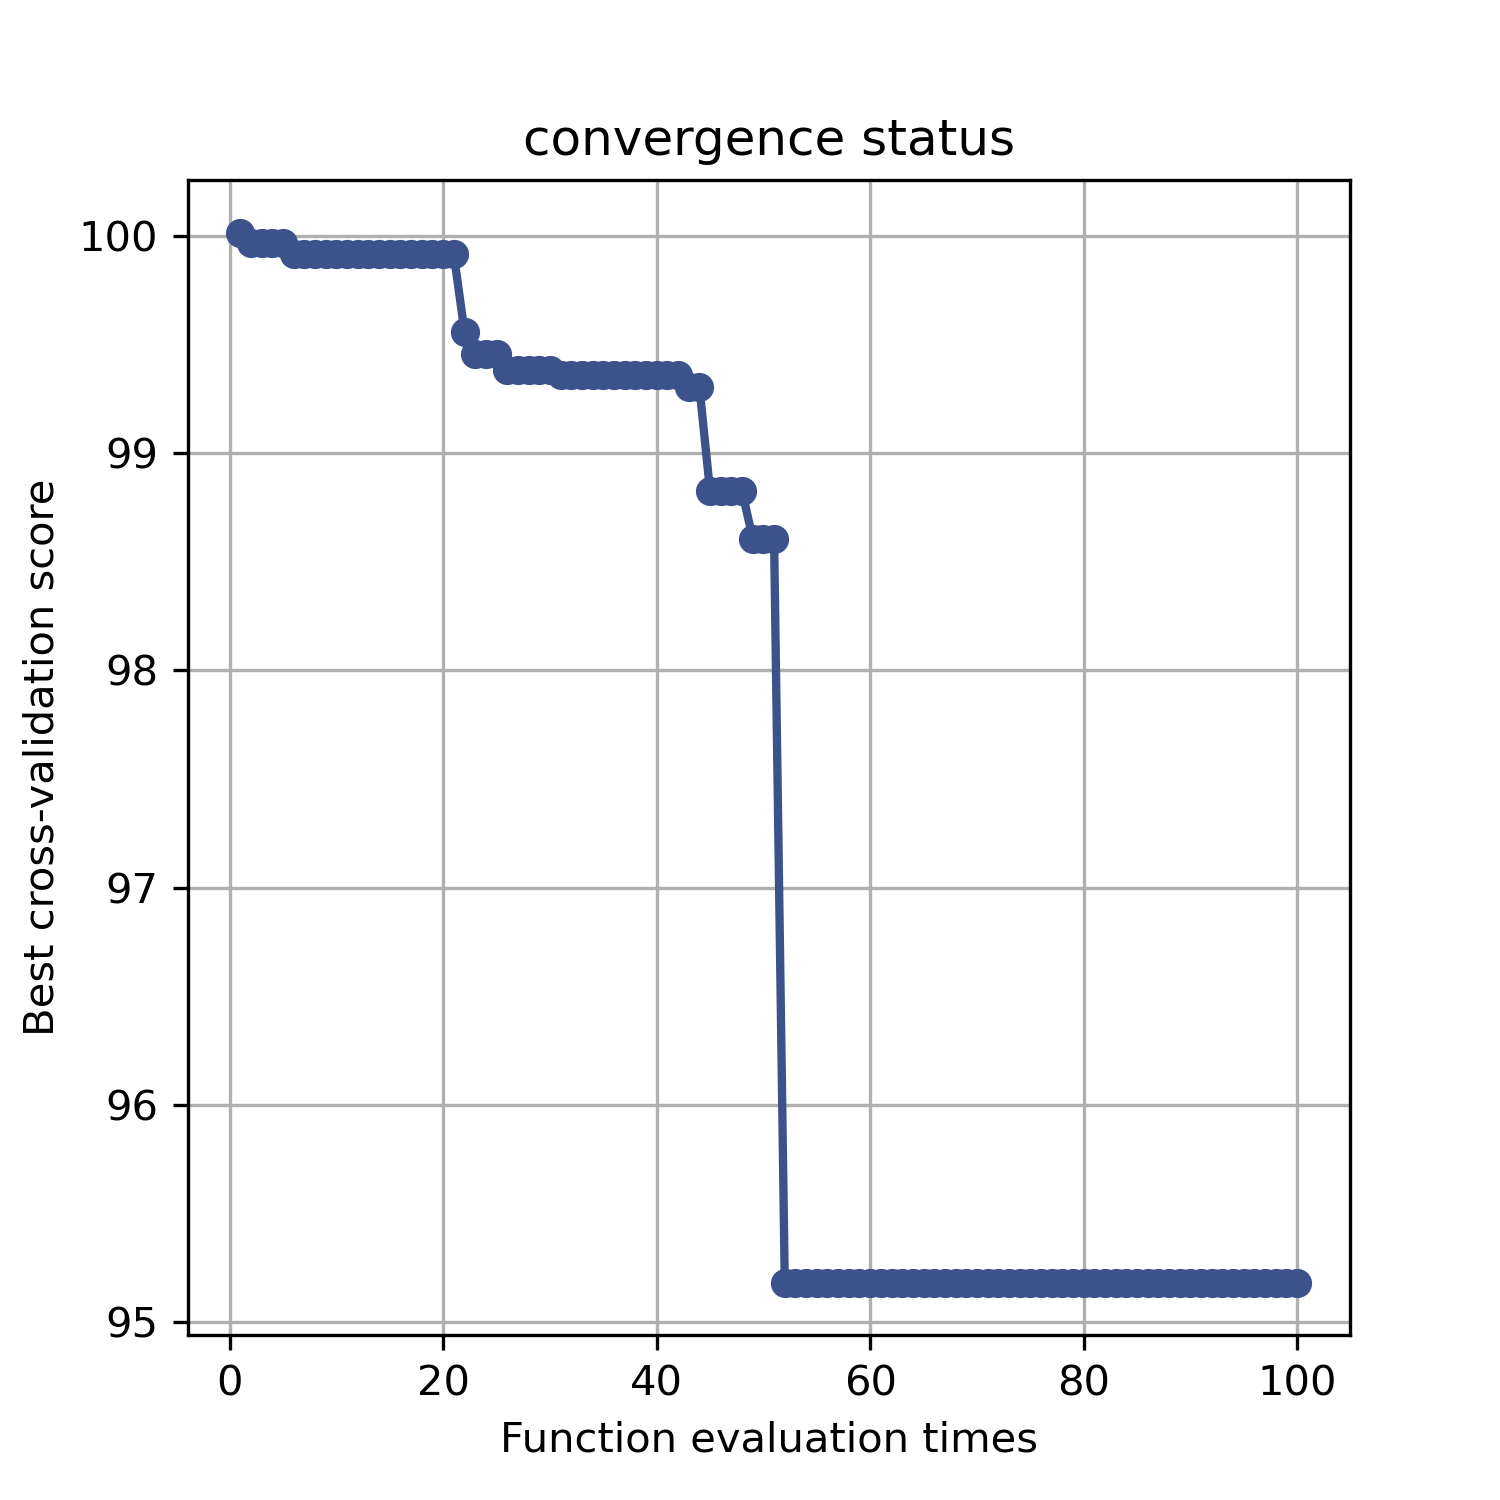 convergence status
100
99
98
97
96
95
Best cross-validation score
0 20 40 60 80 100
Function evaluation times